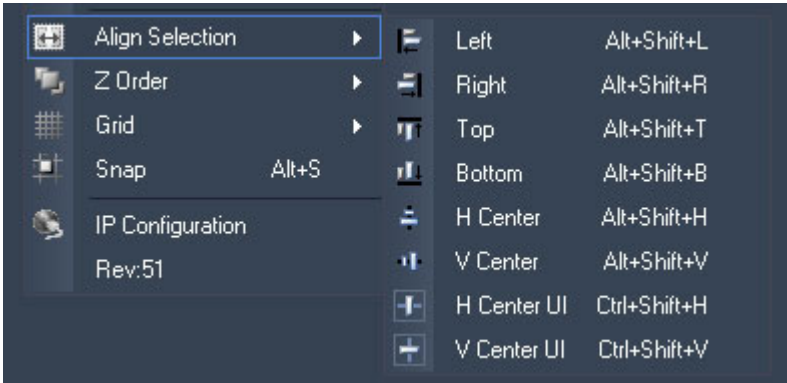 Align Selection
Z Order
Grid
Snap Alt+S
IP Configuration
Rev:51
Left Alt+Shift+L
Right Alt+Shift+R
Top Alt+Shift+T
Bottom Alt+Shift+B
H Center Alt+Shift+H
V Center Alt+Shift+V
H Center UI Ctrl+Shift+H
V Center UI Ctrl+Shift+V